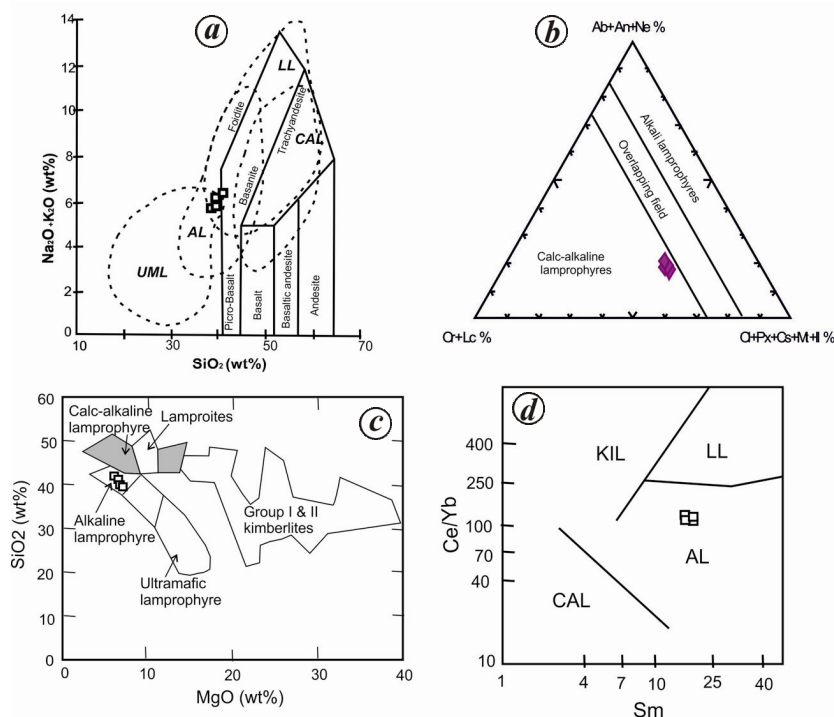 a
14
12
10
8
6
4
2
0
Na2O+K2O (wt%)
10
30
50
70
SiO2 (wt%)
UML
AL
LL
CAL
Foidite
Basanite
Trachyandesite
Picro-Basalt
Basalt
Basaltic andesite
Andesite
b
Ab+An+Ne %
Alkali lamprophyres
Overlapping field
Calc-alkaline
lamprophyres
Or+Lc %
Ol+Px+Cs+Mt+Il %
c
60
50
40
30
20
10
0
SiO2 (wt%)
0
10
20
30
40
MgO (wt%)
Calc-alkaline
lamprophyre
Lamproites
Alkaline
lamprophyre
Group I & II
kimberlites
Ultramafic
lamprophyre
d
400
250
100
70
40
10
Ce/Yb
1
4
7
10
25
40
Sm
KIL
LL
AL
CAL